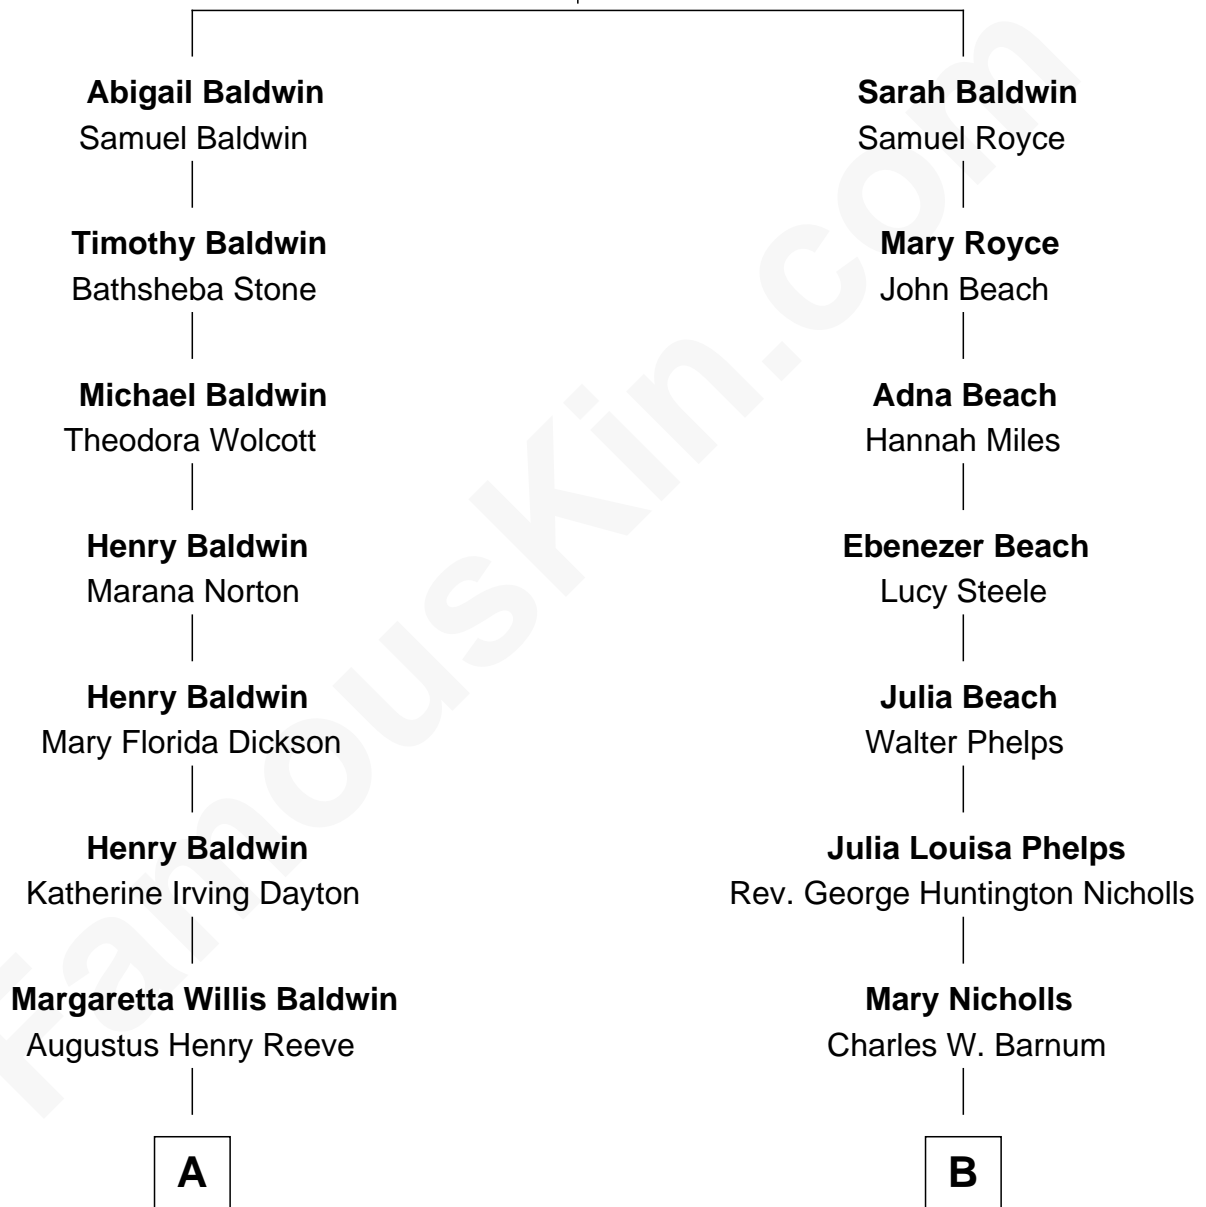 Abigail Baldwin
Samuel Baldwin
Timothy Baldwin
Bathsheba Stone
Michael Baldwin
Theodora Wolcott
Henry Baldwin
Marana Norton
Henry Baldwin
Mary Florida Dickson
Henry Baldwin
Katherine Irving Dayton
Margaretta Willis Baldwin
Augustus Henry Reeve
A
Sarah Baldwin
Samuel Royce
Mary Royce
John Beach
Adna Beach
Hannah Miles
Ebenezer Beach
Lucy Steele
Julia Beach
Walter Phelps
Julia Louisa Phelps
Rev. George Huntington Nicholls
Mary Nicholls
Charles W. Barnum
B
FamousKin.com